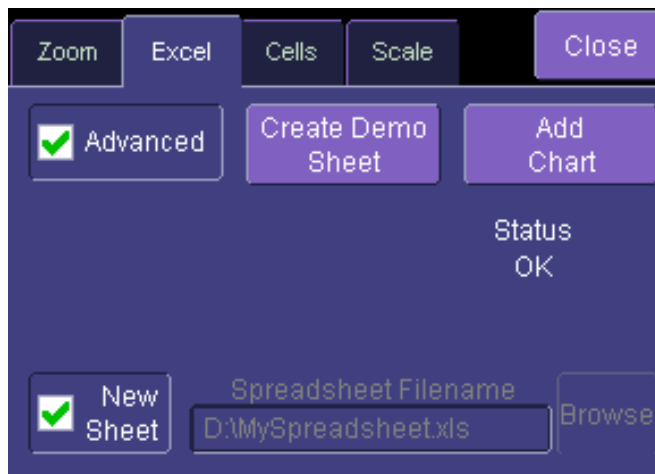 Zoom Excel Cells Scale Close
Advanced
Create Demo
Sheet
Add
Chart
Status
OK
New
Sheet
Spreadsheet Filename
D:\MySpreadsheet.xls
Browse